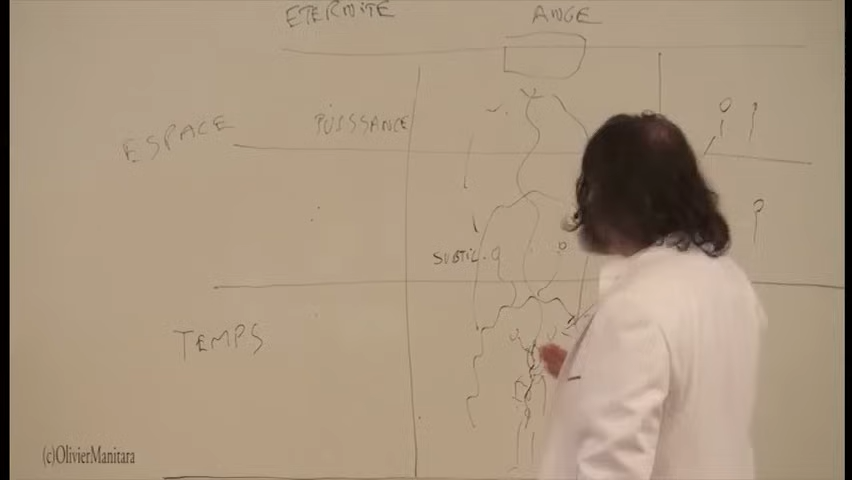 ETERNITE
ANGE
ESPACE
PUISSANCE
SUBTIL
TEMPS
(c)OlivierManitara